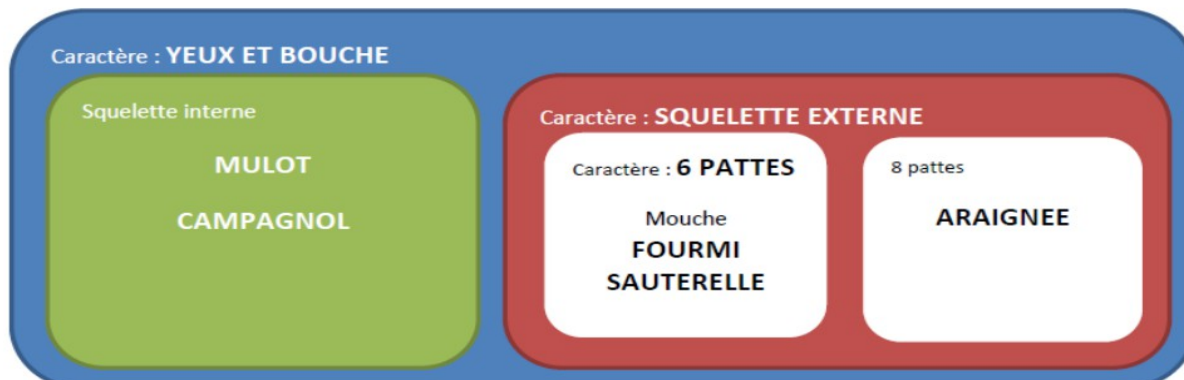 Caractère : YEUX ET BOUCHE
Squelette interne
MULOT
CAMPAGNOL
Caractère : SQUELETTE EXTERNE
Caractère : 6 PATTES
Mouche
FOURMI
SAUTERELLE
8 pattes
ARAIGNEE